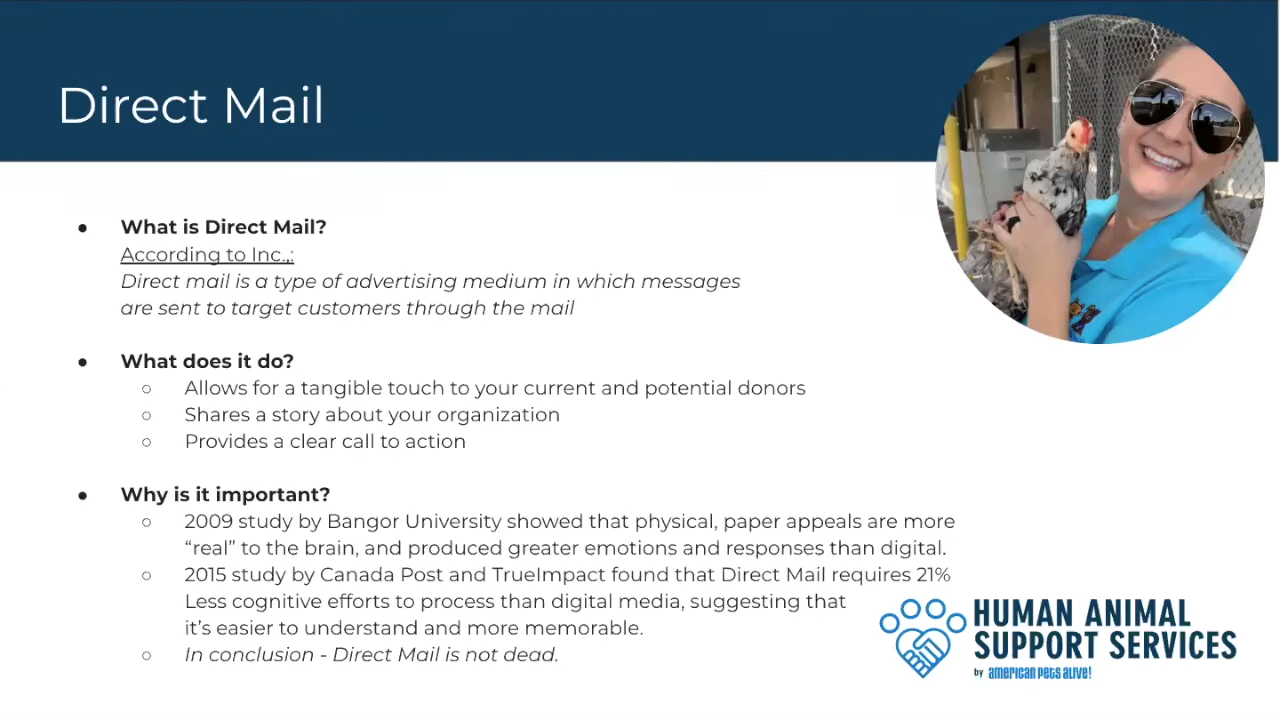 Direct Mail
● What is Direct Mail?
According to Inc.,:
Direct mail is a type of advertising medium in which messages
are sent to target customers through the mail
● What does it do?
○ Allows for a tangible touch to your current and potential donors
○ Shares a story about your organization
○ Provides a clear call to action
● Why is it important?
○ 2009 study by Bangor University showed that physical, paper appeals are more
“real” to the brain, and produced greater emotions and responses than digital.
○ 2015 study by Canada Post and TrueImpact found that Direct Mail requires 21%
Less cognitive efforts to process than digital media, suggesting that
it’s easier to understand and more memorable.
○ In conclusion - Direct Mail is not dead.
HUMAN ANIMAL
SUPPORT SERVICES
by american pets alive!